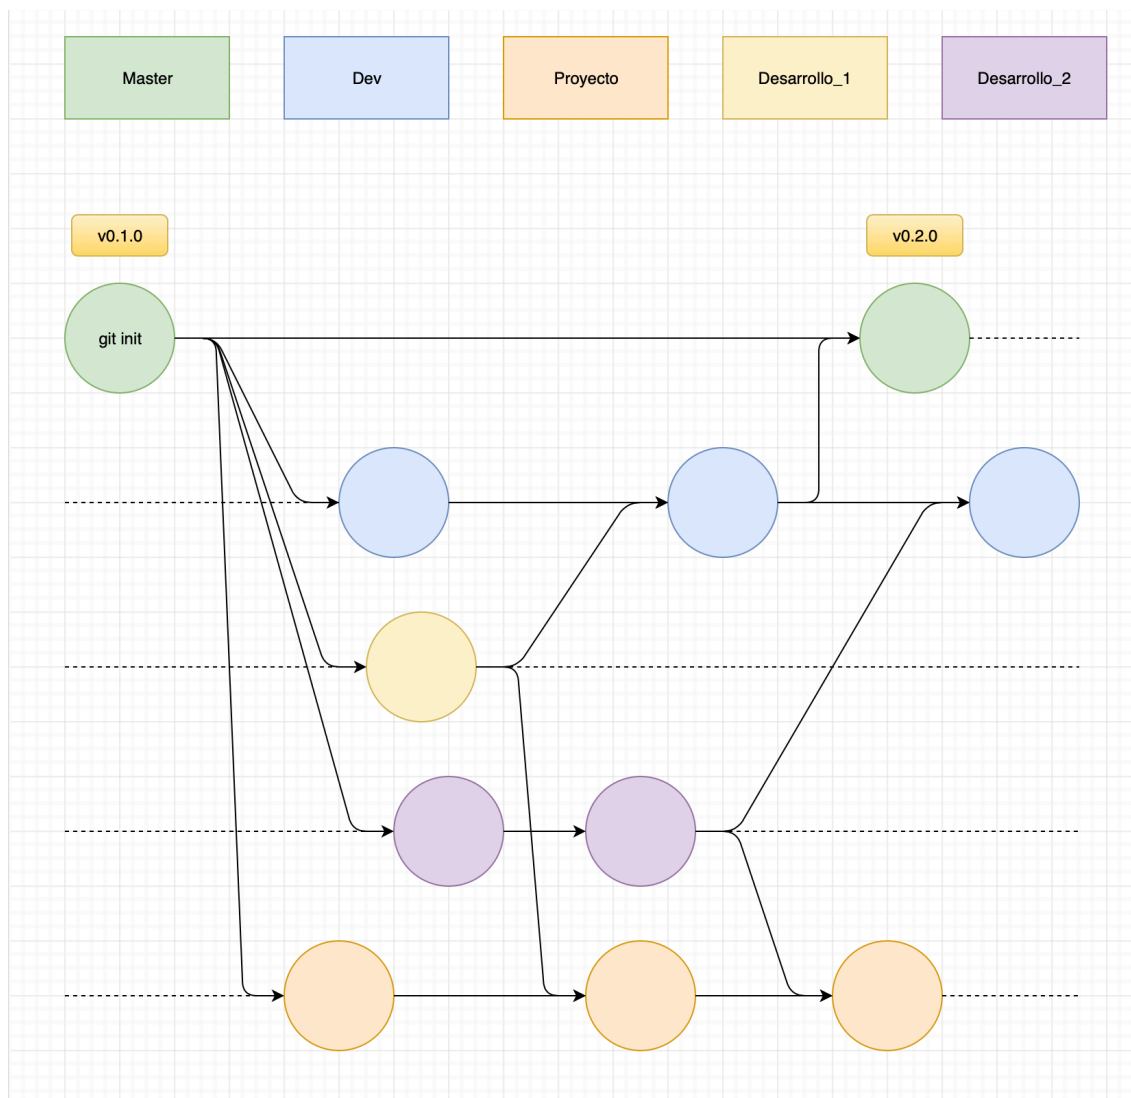 Master
Dev
Proyecto
Desarrollo_1
Desarrollo_2
v0.1.0
v0.2.0
git init